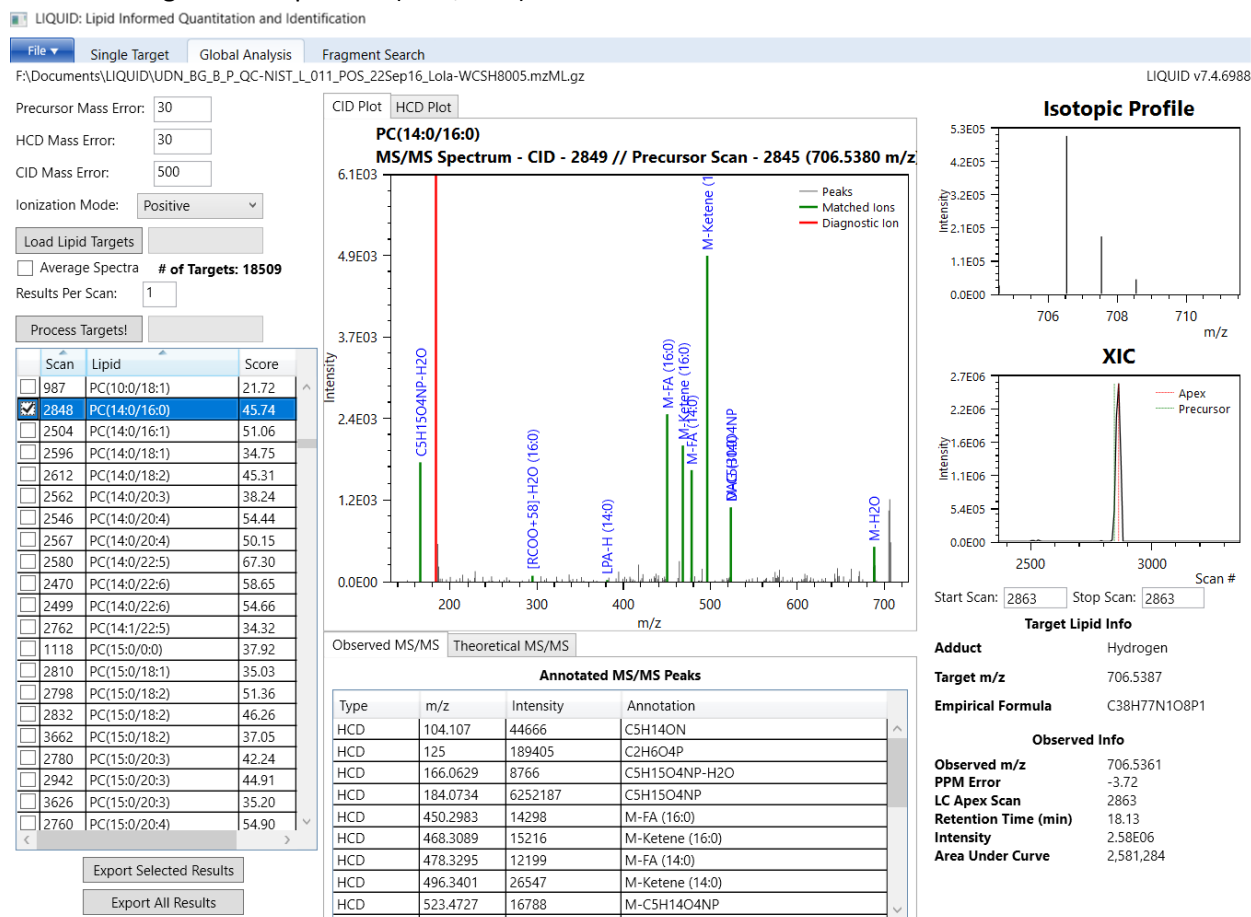 LIQUID: Lipid Informed Quantitation and Identification
File Single Target Global Analysis Fragment Search
F:\Documents\LIQUID\UDN_BG_B_P_QC-NIST_L_011_POS_22Sep16_Lola-WCSH8005.mzML.gz LIQUID v7.4.6988
Precursor Mass Error: 30
HCD Mass Error: 30
CID Mass Error: 500
Ionization Mode: Positive
Load Lipid Targets
Average Spectra # of Targets: 18509
Results Per Scan: 1
Process Targets!
Scan Lipid Score
987 PC(10:0/18:1) 21.72
2848 PC(14:0/16:0) 45.74
2504 PC(14:0/16:1) 51.06
2596 PC(14:0/18:1) 34.75
2612 PC(14:0/18:2) 45.31
2562 PC(14:0/20:3) 38.24
2546 PC(14:0/20:4) 54.44
2567 PC(14:0/20:4) 50.15
2580 PC(14:0/22:5) 67.30
2470 PC(14:0/22:6) 58.65
2499 PC(14:0/22:6) 54.66
2762 PC(14:1/22:5) 34.32
1118 PC(15:0/0:0) 37.92
2810 PC(15:0/18:1) 35.03
2798 PC(15:0/18:2) 51.36
2832 PC(15:0/18:2) 46.26
3662 PC(15:0/18:2) 37.05
2780 PC(15:0/20:3) 42.24
2942 PC(15:0/20:3) 44.91
3626 PC(15:0/20:3) 35.20
2760 PC(15:0/20:4) 54.90
Export Selected Results
Export All Results
CID Plot HCD Plot
PC(14:0/16:0)
MS/MS Spectrum - CID - 2849 // Precursor Scan - 2845 (706.5380 m/z
6.1E03
4.9E03
3.7E03
2.4E03
1.2E03
0.0E00
Intensity
Peaks
Matched Ions
Diagnostic Ion
C5H15O4NP-H2O
[RCOO+58]-H2O (16:0)
LPA-H (14:0)
M-FA (16:0)
M-Ketene (16:0)
M-FA (14:0)
M-Ketene (1
M-H2O
200 300 400 500 600 700
m/z
Observed MS/MS Theoretical MS/MS
Annotated MS/MS Peaks
Type m/z Intensity Annotation
HCD 104.107 44666 C5H14ON
HCD 125 189405 C2H6O4P
HCD 166.0629 8766 C5H15O4NP-H2O
HCD 184.0734 6252187 C5H15O4NP
HCD 450.2983 14298 M-FA (16:0)
HCD 468.3089 15216 M-Ketene (16:0)
HCD 478.3295 12199 M-FA (14:0)
HCD 496.3401 26547 M-Ketene (14:0)
HCD 523.4727 16788 M-C5H14O4NP
Isotopic Profile
5.3E05
4.2E05
3.2E05
2.1E05
1.1E05
0.0E00
Intensity
706 708 710
m/z
XIC
2.7E06
2.2E06
1.6E06
1.1E06
5.4E05
0.0E00
Intensity
Apex
Precursor
2500 3000
Scan #
Start Scan: 2863 Stop Scan: 2863
Target Lipid Info
Adduct Hydrogen
Target m/z 706.5387
Empirical Formula C38H77N1O8P1
Observed Info
Observed m/z 706.5361
PPM Error -3.72
LC Apex Scan 2863
Retention Time (min) 18.13
Intensity 2.58E06
Area Under Curve 2,581,284